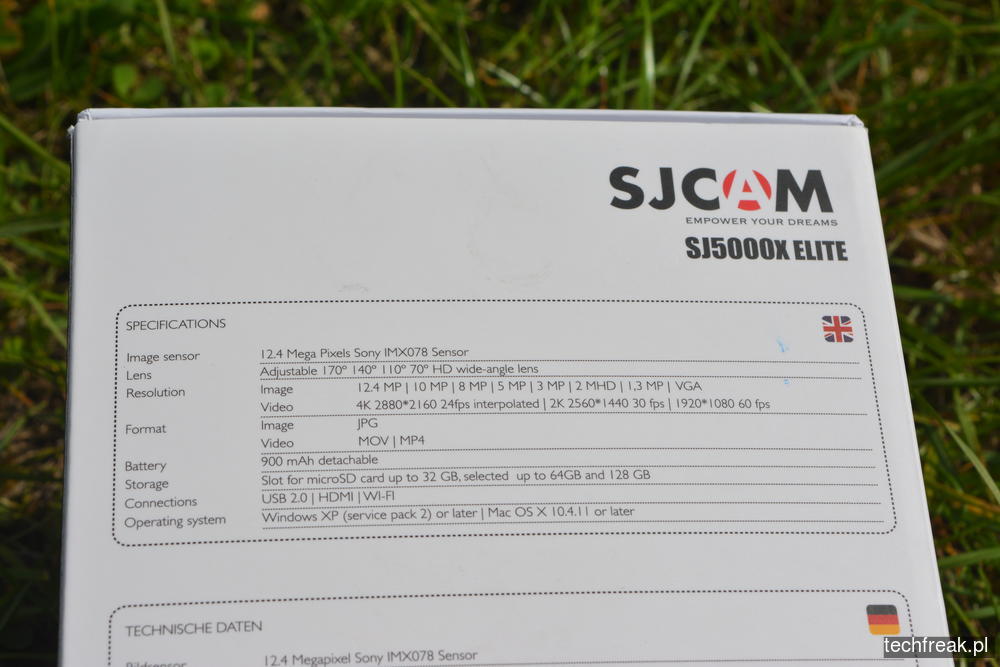 SJCAM
EMPOWER YOUR DREAMS
SJ5000X ELITE
SPECIFICATIONS
Image sensor 12.4 Mega Pixels Sony IMX078 Sensor
Lens Adjustable 170º 140º 110º 70º HD wide-angle lens
Resolution Image 12.4 MP | 10 MP | 8 MP | 5 MP | 3 MP | 2 MHD | 1,3 MP | VGA
Video 4K 2880*2160 24fps interpolated | 2K 2560*1440 30 fps | 1920*1080 60 fps
Format Image JPG
Video MOV | MP4
Battery 900 mAh detachable
Storage Slot for microSD card up to 32 GB, selected up to 64GB and 128 GB
Connections USB 2.0 | HDMI | WI-FI
Operating system Windows XP (service pack 2) or later | Mac OS X 10.4.11 or later
TECHNISCHE DATEN
Bildsensor 12.4 Megapixel Sony IMX078 Sensor
techfreak.pl